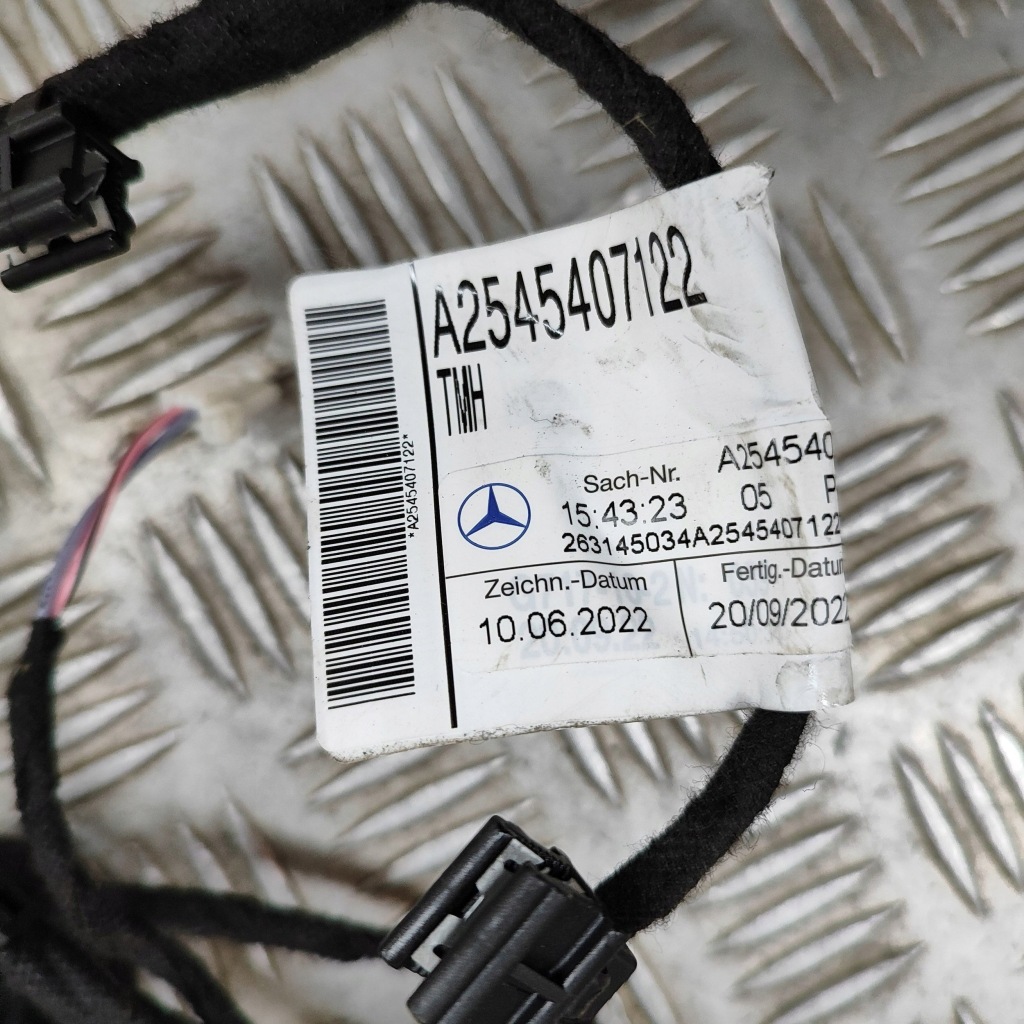 A2545407122
TMH
*A2545407122*
Sach-Nr. A254540
15:43:23 05 P
263145034A2545407122
Zeichn.-Datum Fertig.-Datum
10.06.2022 20/09/2022